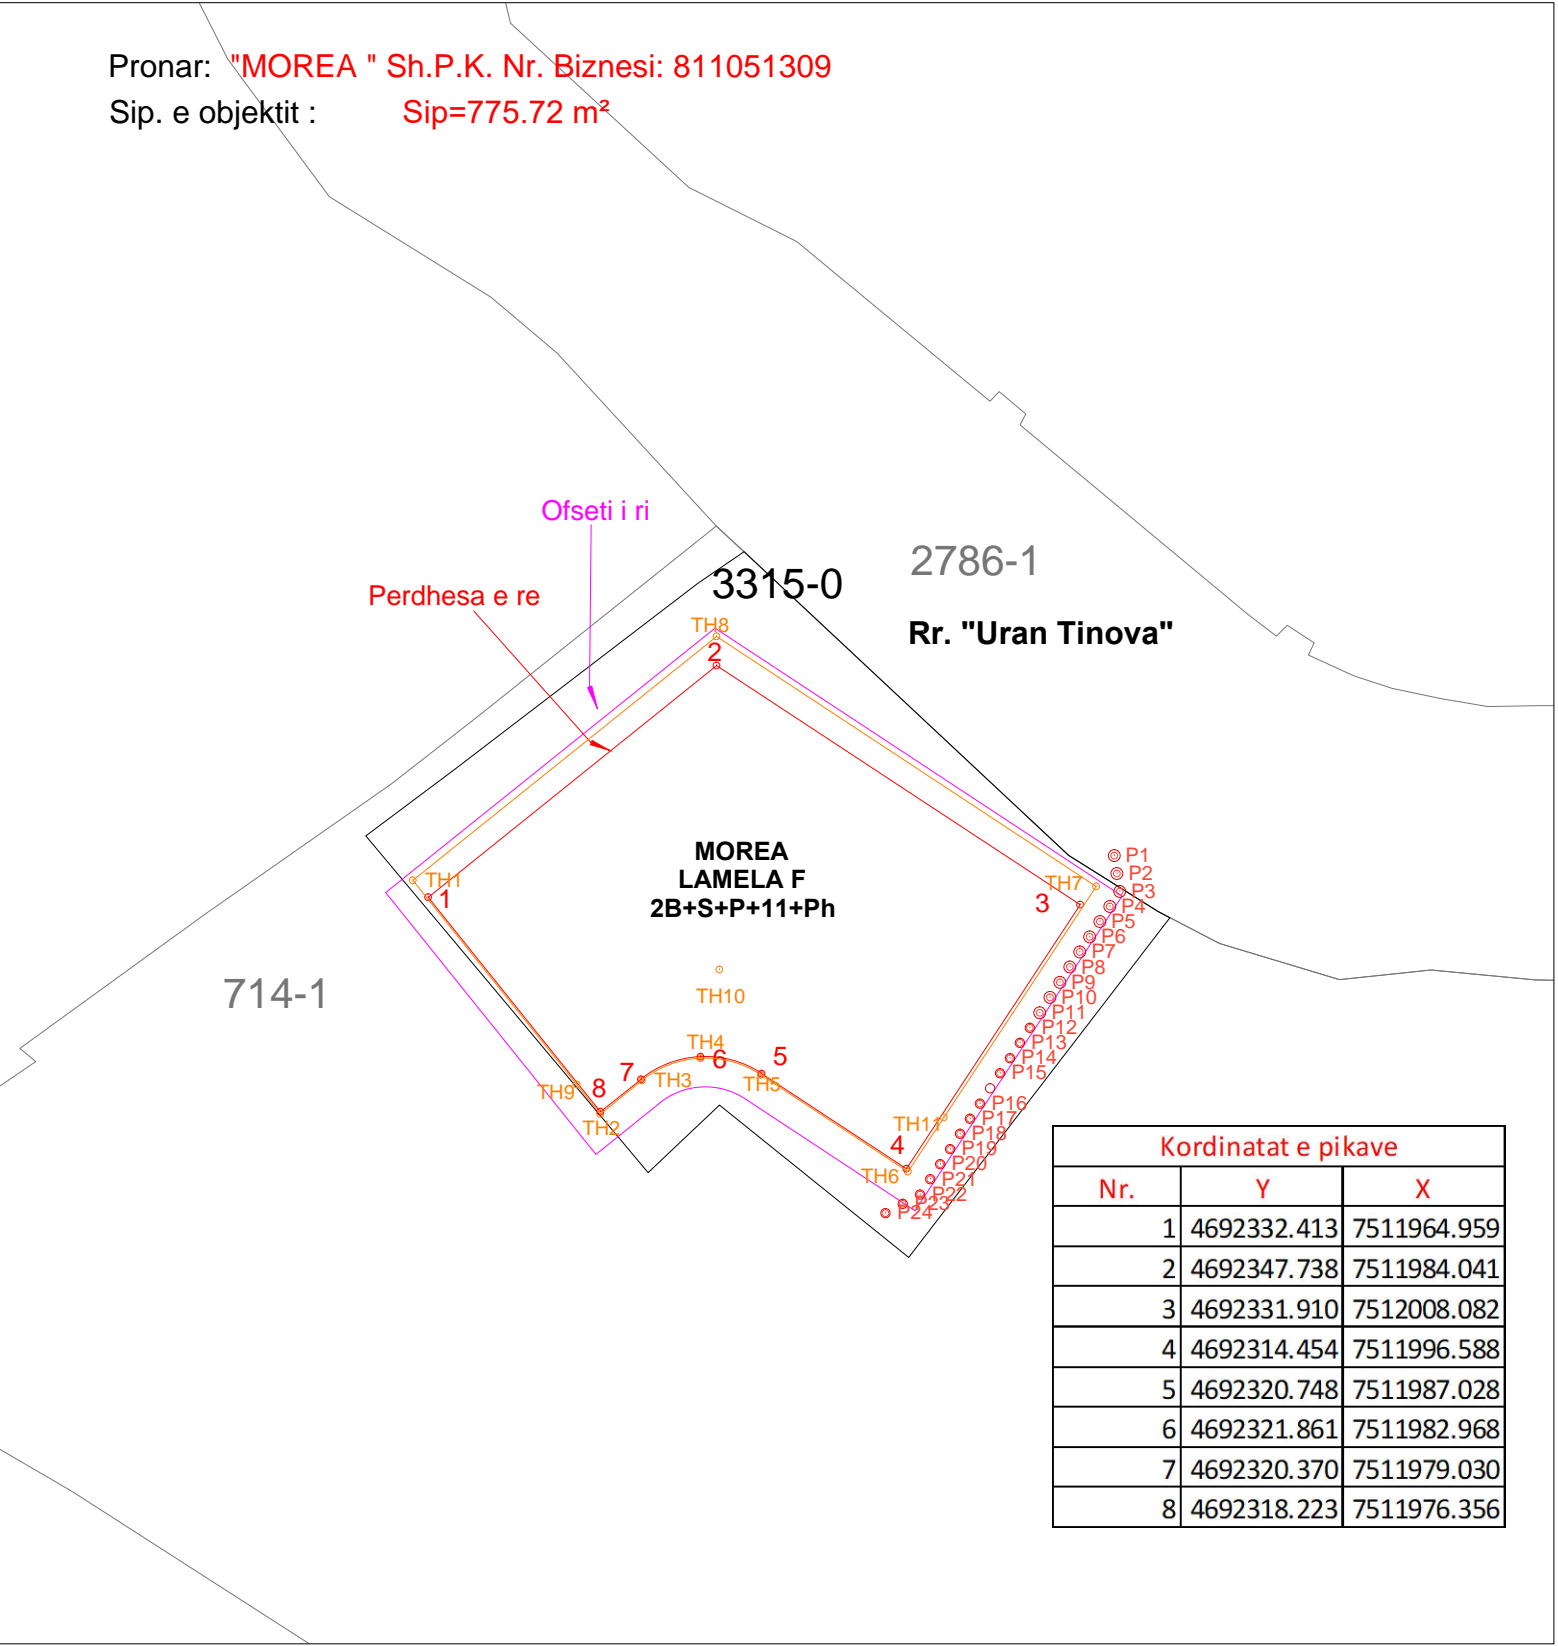 Pronar: "MOREA " Sh.P.K. Nr. Biznesi: 811051309
Sip. e objektit : Sip=775.72 m²
Ofseti i ri
2786-1
3315-0
Perdhesa e re
TH8
Rr. "Uran Tinova"
2
MOREA
LAMELA F
2B+S+P+11+Ph
P1
P2
P3
P4
P5
P6
P7
P8
P9
P10
P11
P12
P13
P14
P15
P16
P17
P18
P19
P20
P21
P22
P23
P24
TH1
1
TH7
3
714-1
TH10
TH4
6
5
7
TH3
TH5
TH9
8
TH2
TH11
4
TH6
Kordinatat e pikave
Nr. Y X
1 4692332.413 7511964.959
2 4692347.738 7511984.041
3 4692331.910 7512008.082
4 4692314.454 7511996.588
5 4692320.748 7511987.028
6 4692321.861 7511982.968
7 4692320.370 7511979.030
8 4692318.223 7511976.356